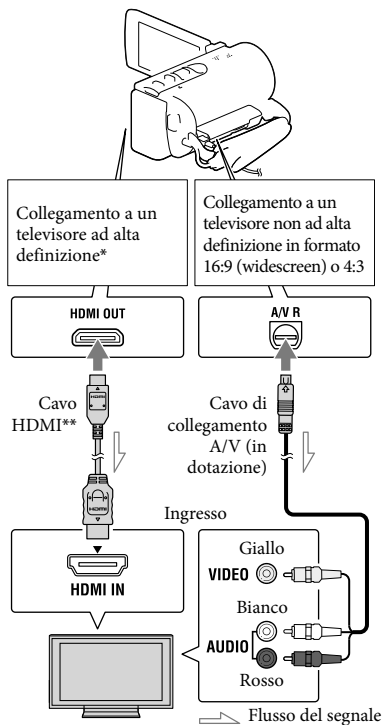 Collegamento a un
televisore ad alta
definizione*
Collegamento a un
televisore non ad alta
definizione in formato
16:9 (widescreen) o 4:3
HDMI OUT
A/V R
Cavo
HDMI**
Cavo di
collegamento
A/V (in
dotazione)
Ingresso
HDMI IN
Giallo
VIDEO
Bianco
AUDIO
Rosso
Flusso del segnale